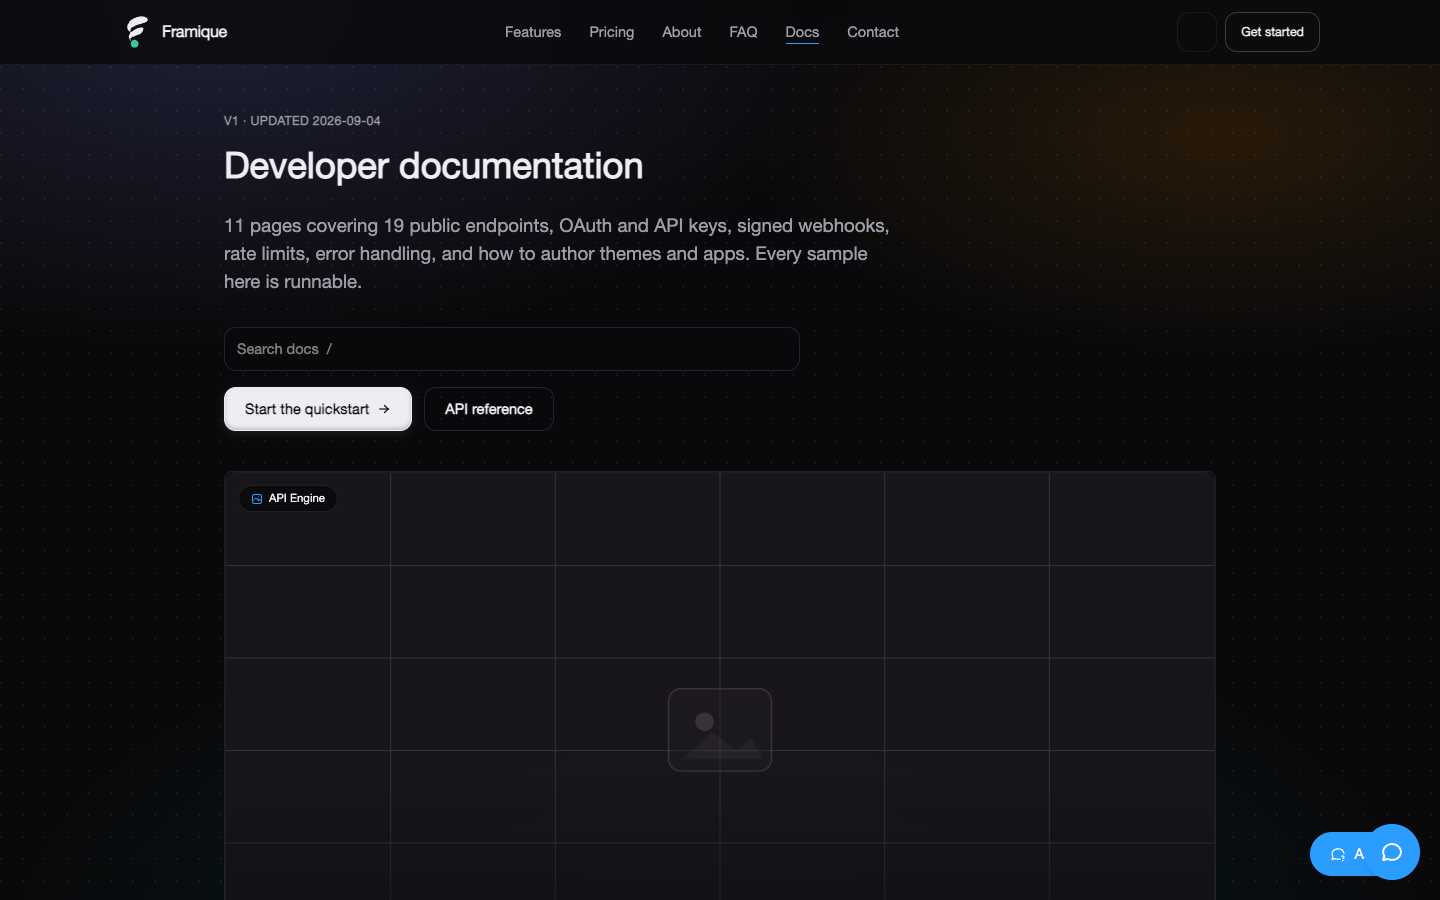 Framique
Features
Pricing
About
FAQ
Docs
Contact
Get started
V1 · UPDATED 2026-09-04
Developer documentation
11 pages covering 19 public endpoints, OAuth and API keys, signed webhooks,
rate limits, error handling, and how to author themes and apps. Every sample
here is runnable.
Search docs /
Start the quickstart →
API reference
API Engine
A